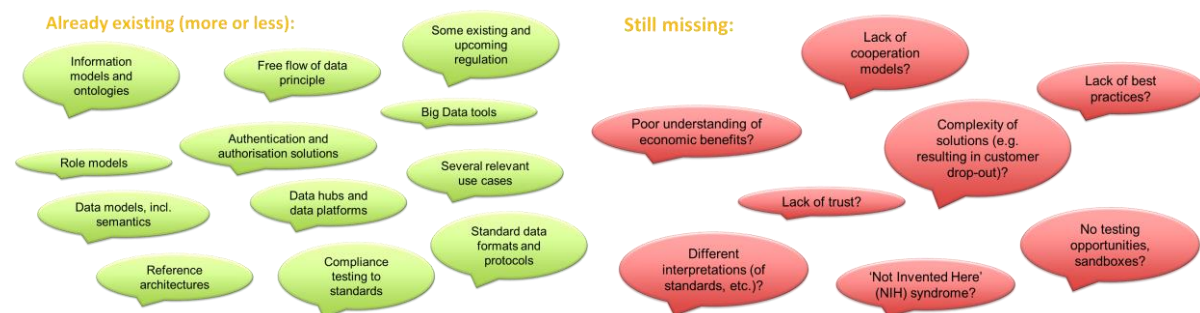 Already existing (more or less):
Information
models and
ontologies
Free flow of data
principle
Some existing and
upcoming
regulation
Big Data tools
Authentication and
authorisation solutions
Role models
Several relevant
use cases
Data models, incl.
semantics
Data hubs and
data platforms
Standard data
formats and
protocols
Reference
architectures
Compliance
testing to
standards
Still missing:
Lack of
cooperation
models?
Lack of best
practices?
Poor understanding of
economic benefits?
Complexity of
solutions (e.g.
resulting in customer
drop-out)?
Lack of trust?
No testing
opportunities,
sandboxes?
Different
interpretations (of
standards, etc.)?
'Not Invented Here'
(NIH) syndrome?